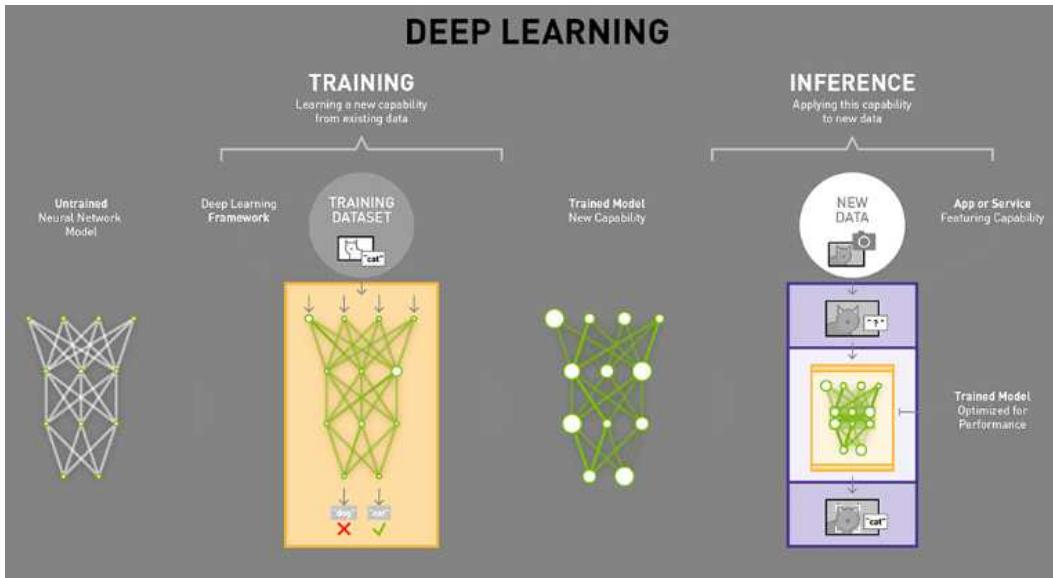 DEEP LEARNING
TRAINING
Learning a new capability
from existing data
INFERENCE
Applying this capability
to new data
Untrained
Neural Network
Model
Deep Learning
Framework
TRAINING
DATASET
"cat"
Trained Model
New Capability
NEW
DATA
App or Service
Featuring Capability
"?"
Trained Model
Optimized for
Performance
"dog"
"cat"
"cat"